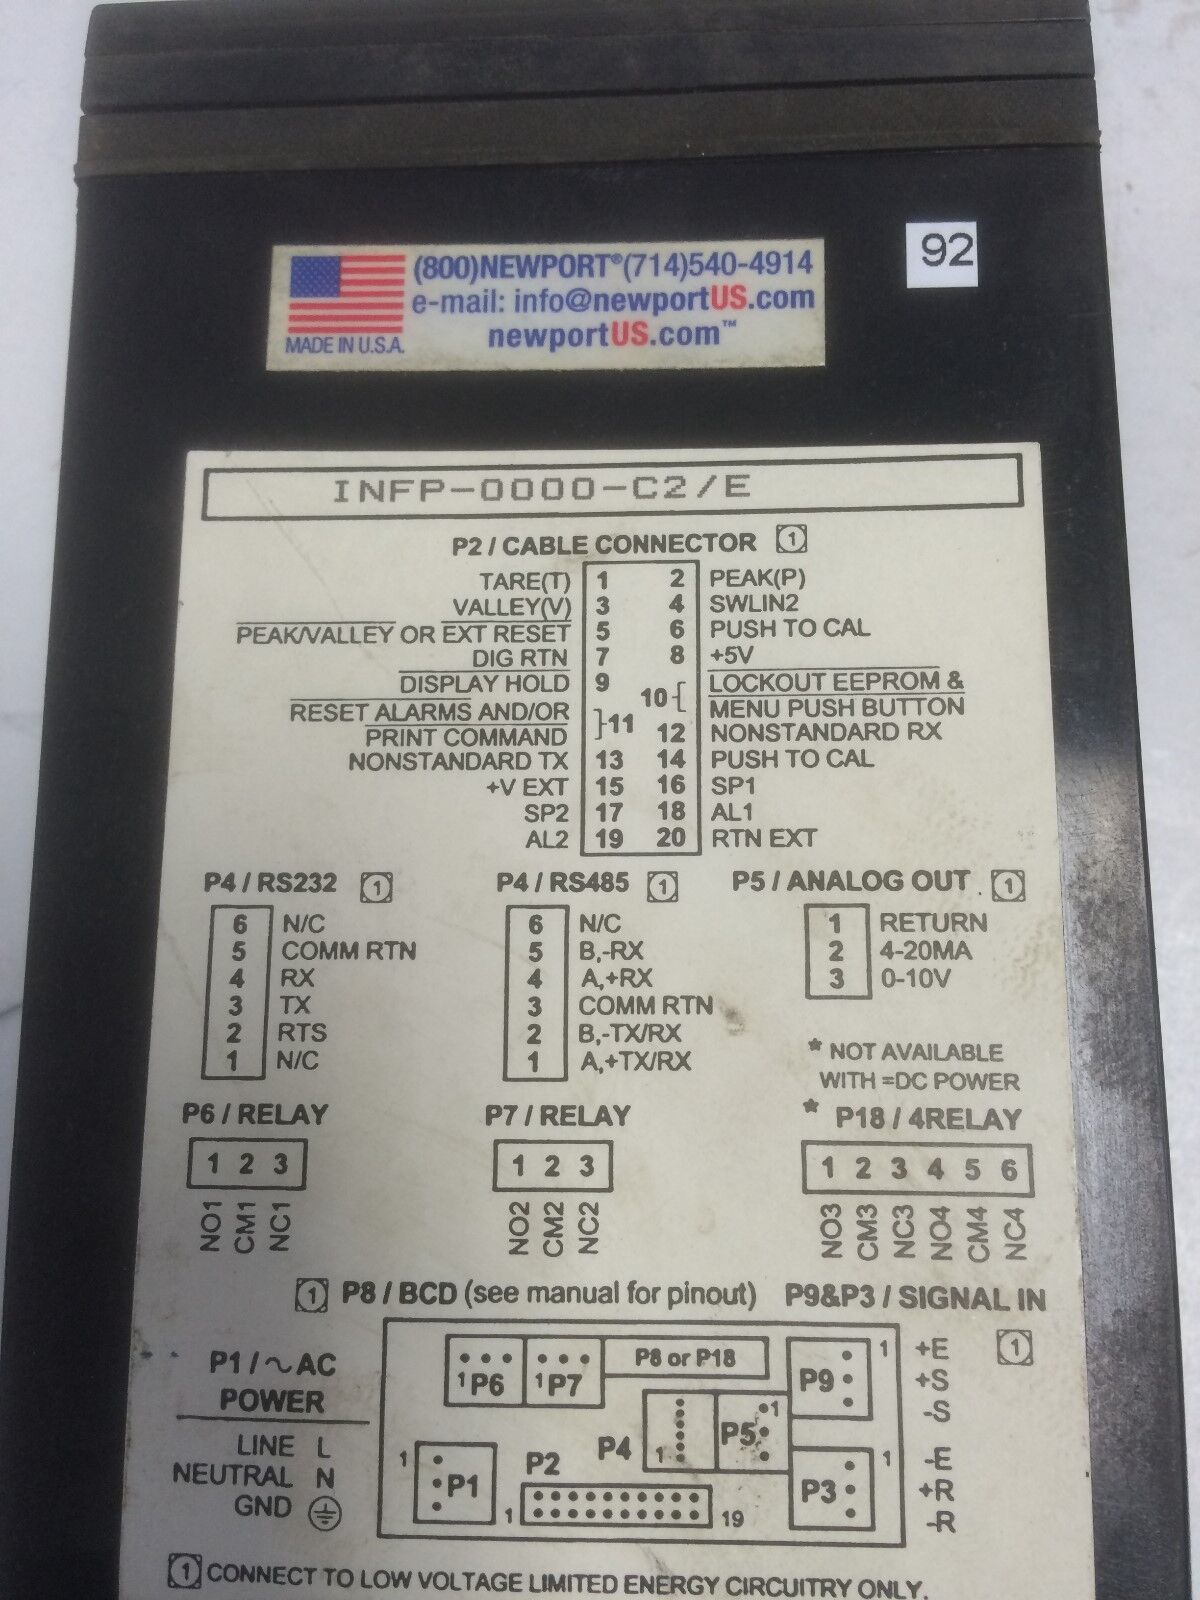 92
(800)NEWPORT®(714)540-4914
e-mail: info@newportUS.com
newportUS.com™
MADE IN U.S.A.
INFP-0000-C2/E
P2 / CABLE CONNECTOR 1
TARE(T) 1 2 PEAK(P)
VALLEY(V) 3 4 SWLIN2
PEAK/VALLEY OR EXT RESET 5 6 PUSH TO CAL
DIG RTN 7 8 +5V
DISPLAY HOLD 9 10 LOCKOUT EEPROM &
MENU PUSH BUTTON
RESET ALARMS AND/OR 11
PRINT COMMAND 12 NONSTANDARD RX
NONSTANDARD TX 13 14 PUSH TO CAL
+V EXT 15 16 SP1
SP2 17 18 AL1
AL2 19 20 RTN EXT
P4 / RS232 1
6 N/C
5 COMM RTN
4 RX
3 TX
2 RTS
1 N/C
P4 / RS485 1
6 N/C
5 B,-RX
4 A,+RX
3 COMM RTN
2 B,-TX/RX
1 A,+TX/RX
P5 / ANALOG OUT 1
1 RETURN
2 4-20MA
3 0-10V
* NOT AVAILABLE
WITH =DC POWER
P6 / RELAY
1 2 3
NO1 CM1 NC1
P7 / RELAY
1 2 3
NO2 CM2 NC2
* P18 / 4RELAY
1 2 3 4 5 6
NO3 CM3 NC3 NO4 CM4 NC4
1 P8 / BCD (see manual for pinout)
P9&P3 / SIGNAL IN
1
P1 / ~ AC
POWER
LINE L
NEUTRAL N
GND
1 P6
1 P7
P8 or P18
P9 1
+E
+S
-S
P4 1
P5 1
P3 1
-E
+R
-R
1 P1
P2
1 19
1 CONNECT TO LOW VOLTAGE LIMITED ENERGY CIRCUITRY ONLY.